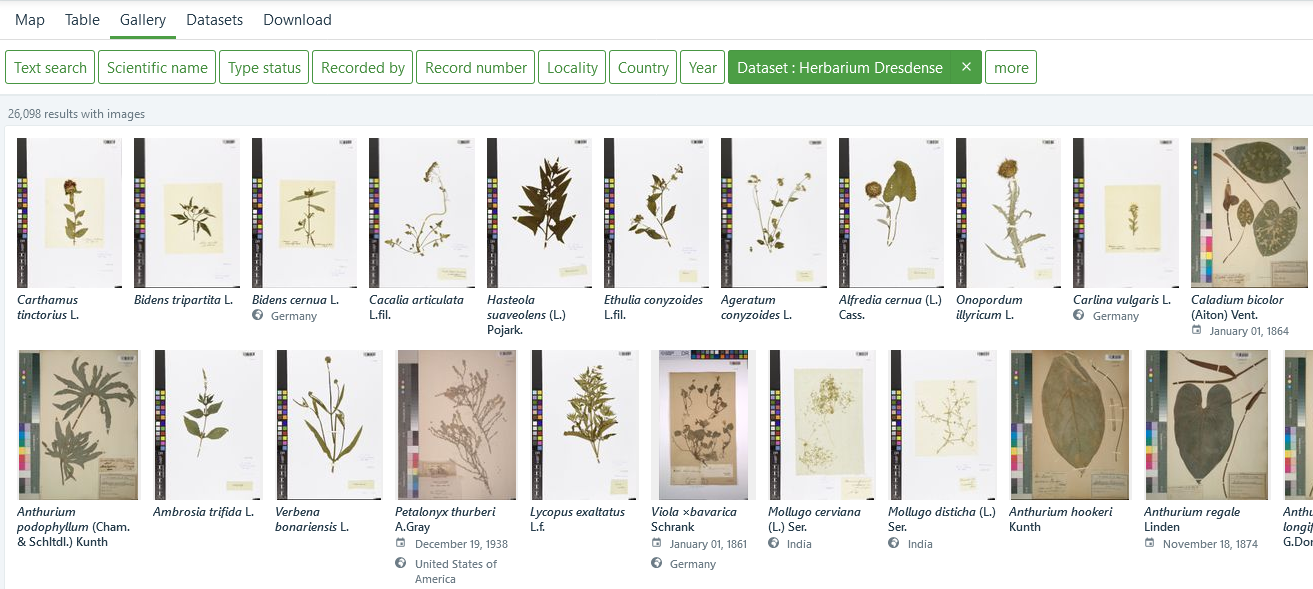 Map Table Gallery Datasets Download
Text search Scientific name Type status Recorded by Record number Locality Country Year Dataset : Herbarium Dresdense × more
26,098 results with images
Carthamus tinctorius L.
Bidens tripartita L.
Bidens cernua L.
Germany
Cacalia articulata
L.fil.
Hasteola
suaveolens (L.)
Pojark.
Ethulia conyzoides
L.fil.
Ageratum
conyzoides L.
Alfredia cernua (L.)
Cass.
Onopordum
illyricum L.
Carlina vulgaris L.
Germany
Caladium bicolor
(Aiton) Vent.
January 01, 1864
Anthurium
podophyllum (Cham.
& Schltdl.) Kunth
Ambrosia trifida L.
Verbena
bonariensis L.
Petalonyx thurberi
A.Gray
December 19, 1938
United States of
America
Lycopus exaltatus
L.f.
Viola ×bavarica
Schrank
January 01, 1861
Germany
Mollugo cerviana
(L.) Ser.
India
Mollugo disticha (L.)
Ser.
India
Anthurium hookeri
Kunth
Anthurium regale
Linden
November 18, 1874
Anthu
longif
G.Don